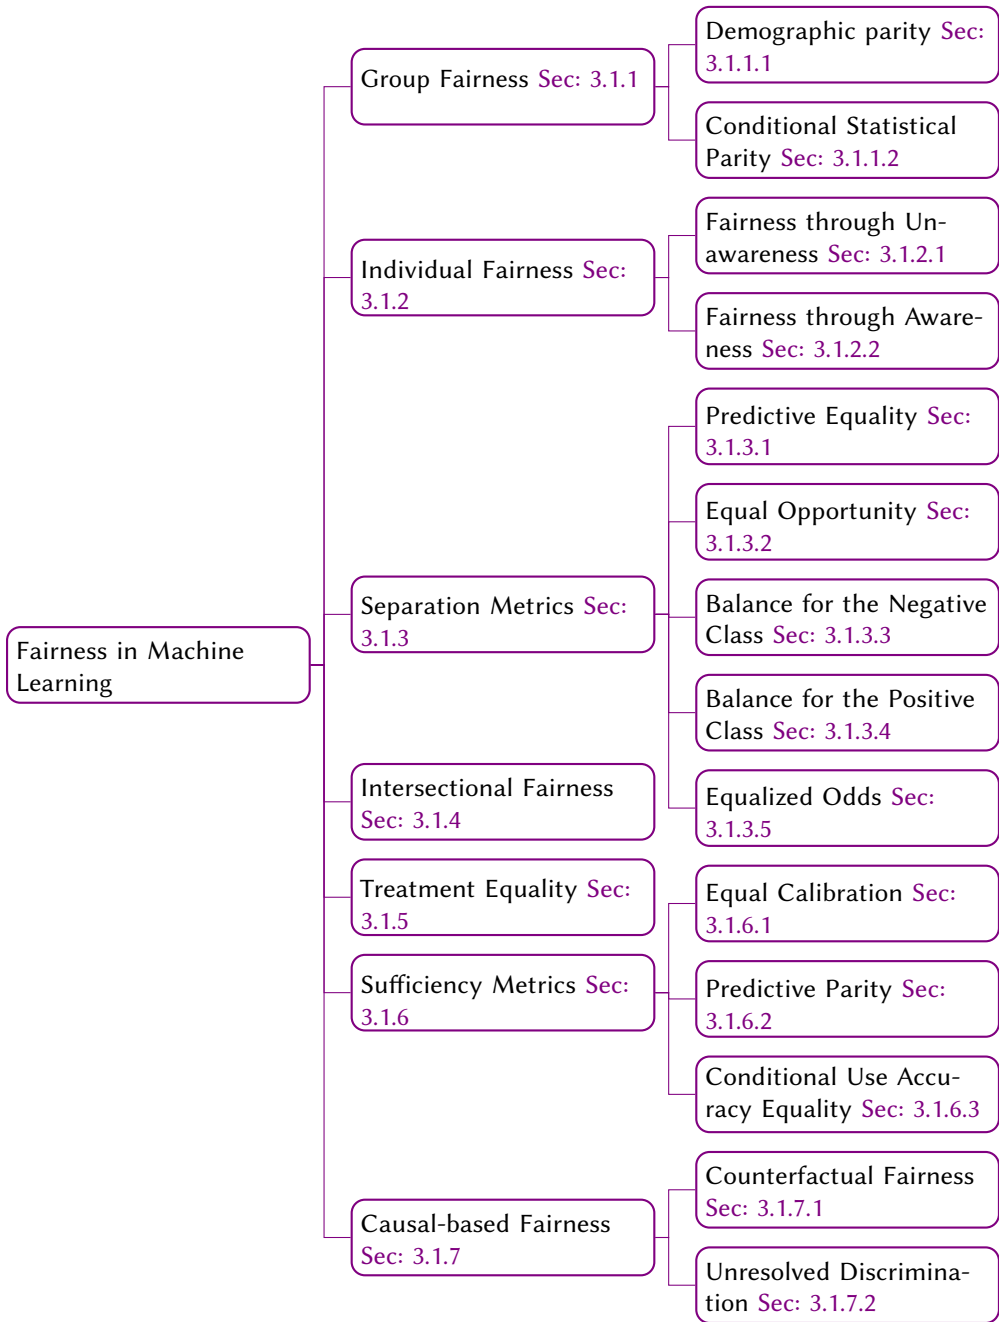 Fairness in Machine
Learning
Group Fairness Sec: 3.1.1
Demographic parity Sec:
3.1.1.1
Conditional Statistical
Parity Sec: 3.1.1.2
Individual Fairness Sec:
3.1.2
Fairness through Un-
awareness Sec: 3.1.2.1
Fairness through Aware-
ness Sec: 3.1.2.2
Separation Metrics Sec:
3.1.3
Predictive Equality Sec:
3.1.3.1
Equal Opportunity Sec:
3.1.3.2
Balance for the Negative
Class Sec: 3.1.3.3
Balance for the Positive
Class Sec: 3.1.3.4
Equalized Odds Sec:
3.1.3.5
Intersectional Fairness
Sec: 3.1.4
Treatment Equality Sec:
3.1.5
Sufficiency Metrics Sec:
3.1.6
Equal Calibration Sec:
3.1.6.1
Predictive Parity Sec:
3.1.6.2
Conditional Use Accu-
racy Equality Sec: 3.1.6.3
Causal-based Fairness
Sec: 3.1.7
Counterfactual Fairness
Sec: 3.1.7.1
Unresolved Discrimina-
tion Sec: 3.1.7.2